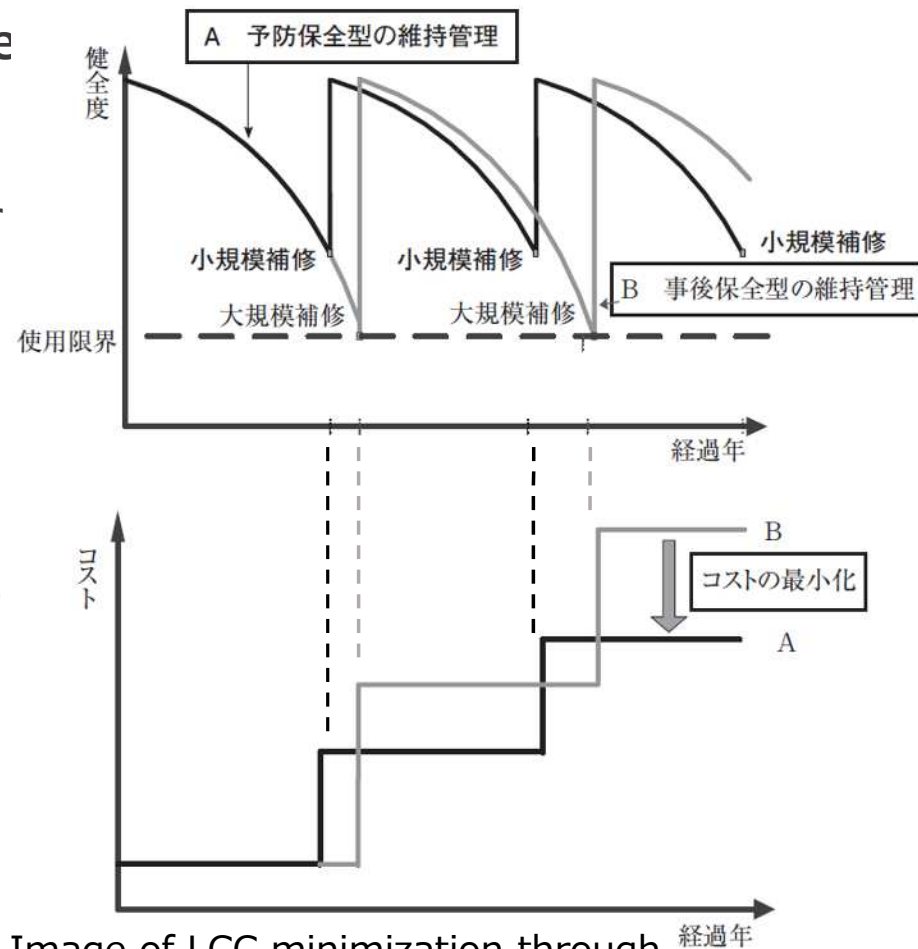 e
A 予防保全型の維持管理
健全度
小規模補修
小規模補修
小規模補修
大規模補修
大規模補修
B 事後保全型の維持管理
使用限界
経過年
コスト
B
コストの最小化
A
経過年
Image of LCC minimization through